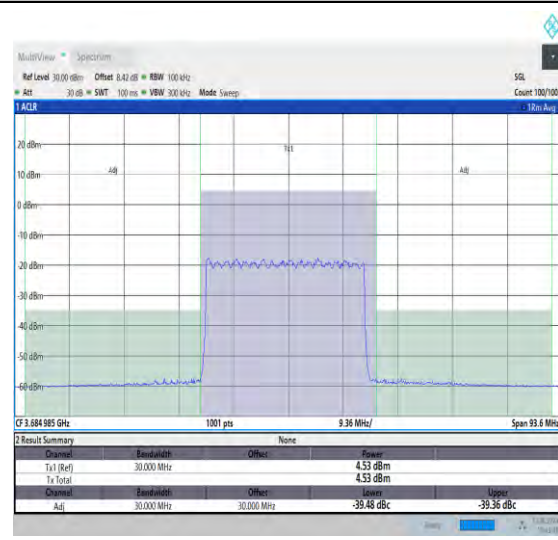 MultiView Spectrum
Ref Level 30.00 dBm Offset 8.42 dB RBW 100 kHz SGL
Att 30 dB SWT 100 ms VBW 300 kHz Mode Sweep Count 100/100
1 ACLR 1Rm Avg
20 dBm
Tx1
10 dBm
Adj Adj
0 dBm
-10 dBm
-20 dBm
-30 dBm
-40 dBm
-50 dBm
-60 dBm
CF 3.684 985 GHz 1001 pts 9.36 MHz/ Span 93.6 MHz
2 Result Summary None
Channel Bandwidth Offset Power
Tx1 (Ref) 30.000 MHz 4.53 dBm
Tx Total 4.53 dBm
Channel Bandwidth Offset Lower Upper
Adj 30.000 MHz 30.000 MHz -39.48 dBc -39.36 dBc
Ready